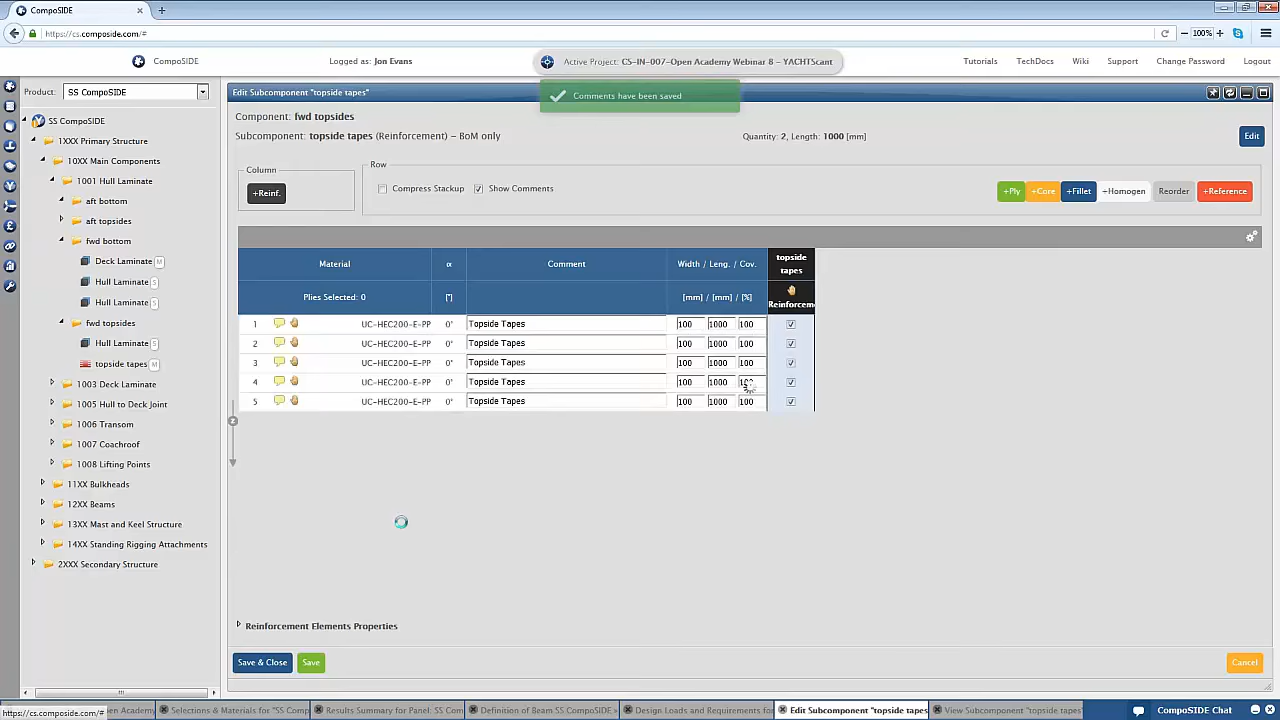 CompoSIDE
https://cs.composide.com/#
100%
CompoSIDE
Logged as: Jon Evans
Active Project: CS-IN-007-Open Academy Webinar 8 - YACHTScant
Tutorials TechDocs Wiki Support Change Password Logout
Product: SS CompoSIDE
Edit Subcomponent "topside tapes"
Comments have been saved
SS CompoSIDE
1XXX Primary Structure
10XX Main Components
1001 Hull Laminate
aft bottom
aft topsides
fwd bottom
Deck Laminate M
Hull Laminate S
Hull Laminate S
fwd topsides
Hull Laminate S
topside tapes M
1003 Deck Laminate
1005 Hull to Deck Joint
1006 Transom
1007 Coachroof
1008 Lifting Points
11XX Bulkheads
12XX Beams
13XX Mast and Keel Structure
14XX Standing Rigging Attachments
2XXX Secondary Structure
Component: fwd topsides
Subcomponent: topside tapes (Reinforcement) – BoM only
Quantity: 2, Length: 1000 [mm]
Edit
Column
+Reinf.
Row
Compress Stackup Show Comments
+Ply +Core +Fillet +Homogen Reorder +Reference
Material α Comment Width / Leng. / Cov. topside tapes
Plies Selected: 0 [°] [mm] / [mm] / [%] Reinforcem
1 UC-HEC200-E-PP 0° Topside Tapes 100 1000 100
2 UC-HEC200-E-PP 0° Topside Tapes 100 1000 100
3 UC-HEC200-E-PP 0° Topside Tapes 100 1000 100
4 UC-HEC200-E-PP 0° Topside Tapes 100 1000
5 UC-HEC200-E-PP 0° Topside Tapes 100 1000 100
z
Reinforcement Elements Properties
Save & Close Save Cancel
https://cs.composide.com/#
pen Academy
Selections & Materials for "SS Comp
Results Summary for Panel: SS Com
Definition of Beam SS CompoSIDE »
Design Loads and Requirements for
Edit Subcomponent "topside tapes
View Subcomponent "topside tapes"
CompoSIDE Chat